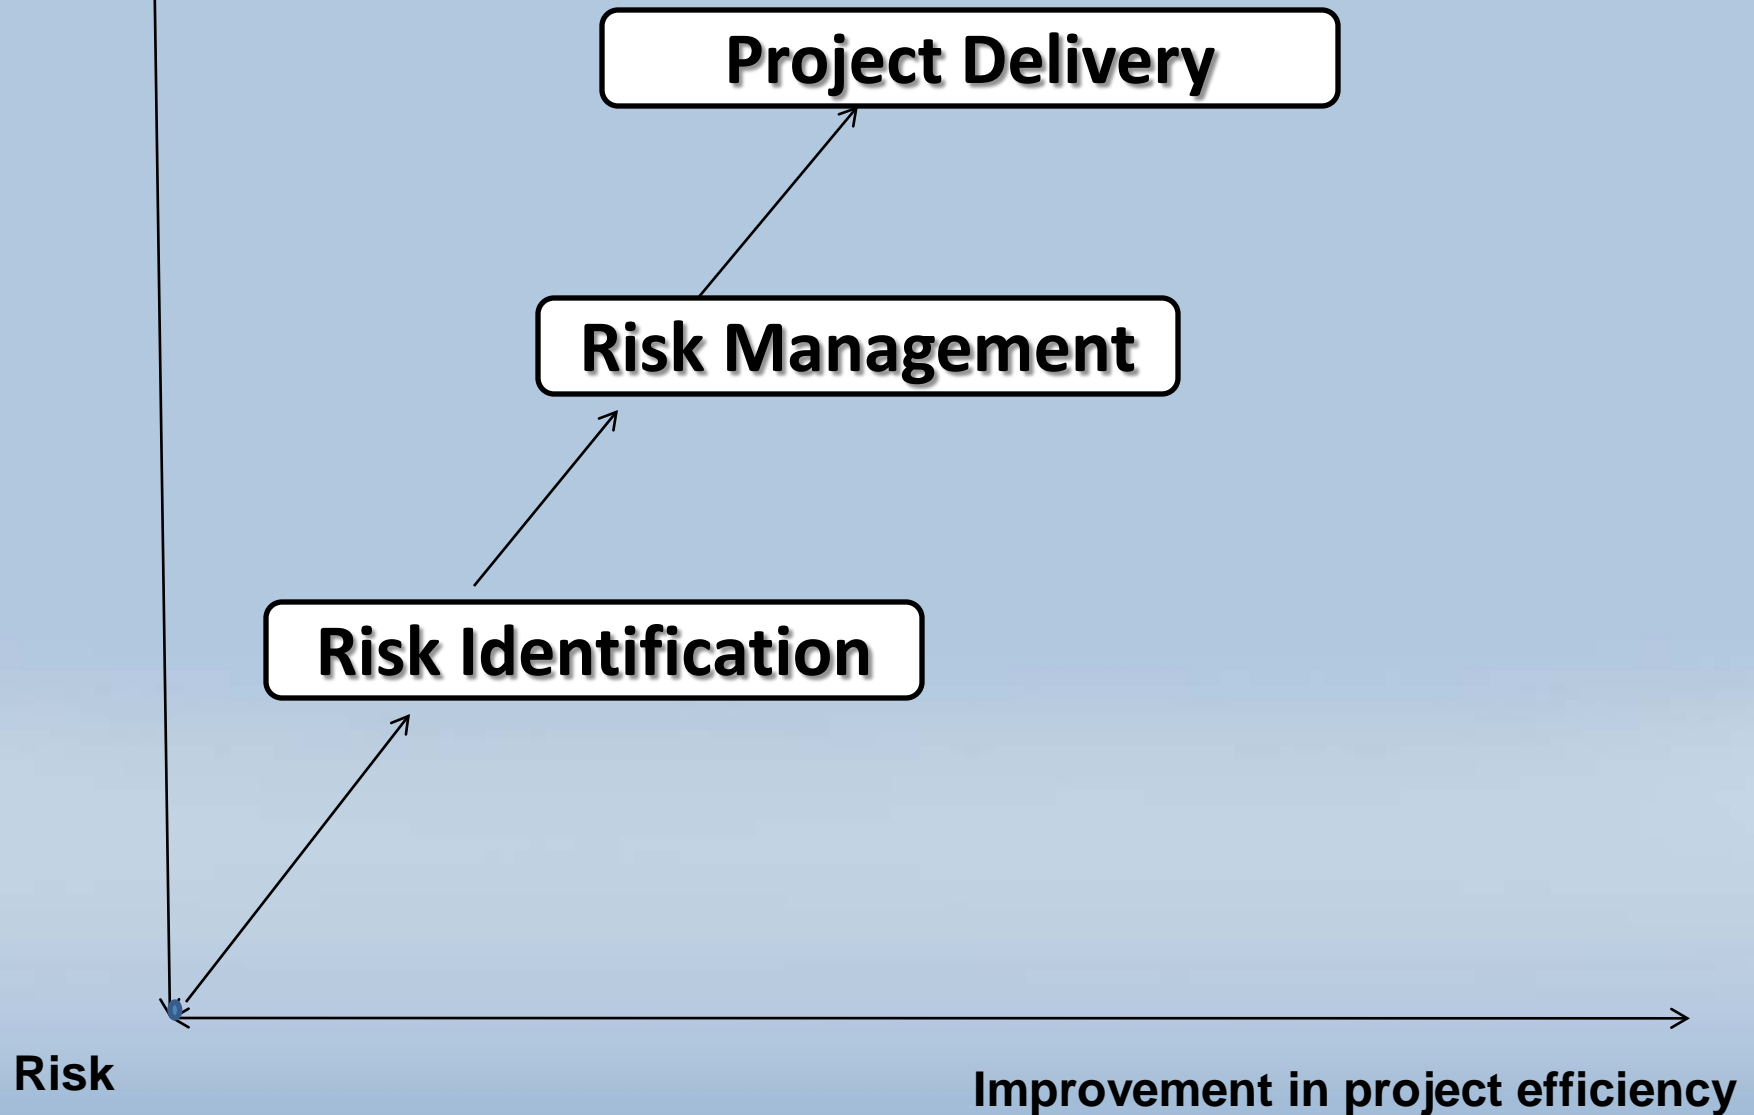 Project Delivery
Risk Management
Risk Identification
Risk
Improvement in project efficiency